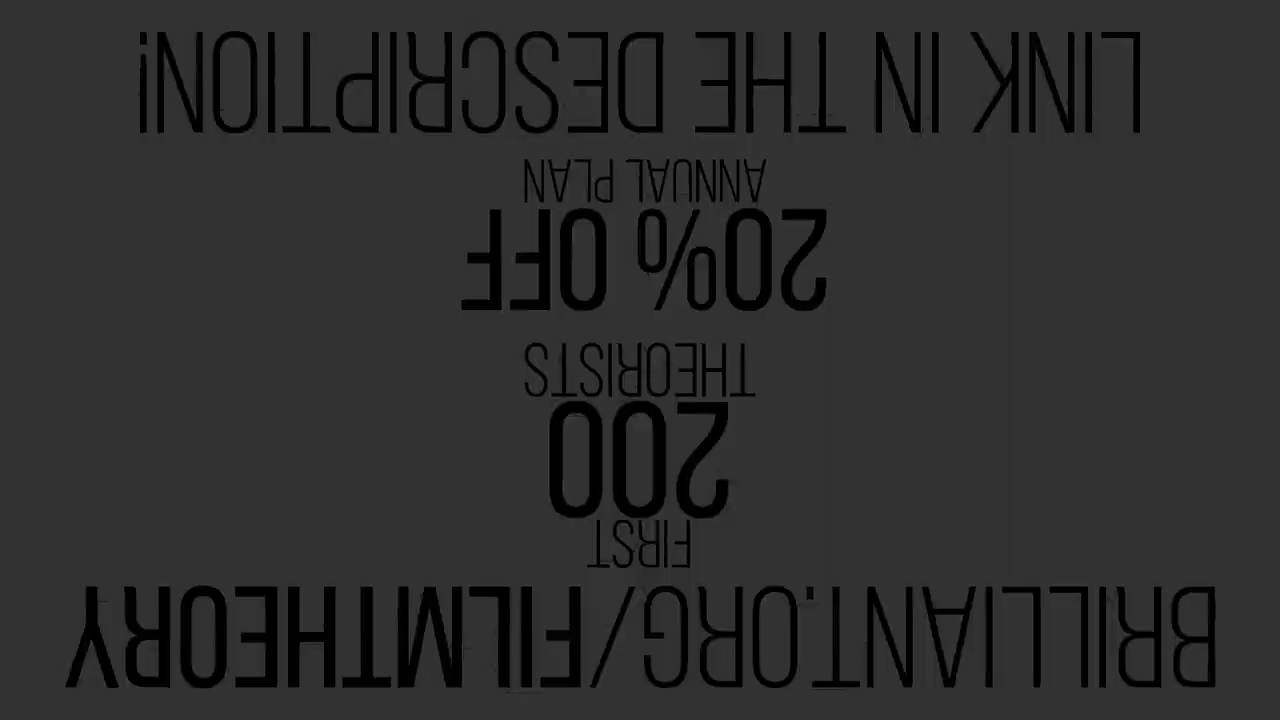 BRILLIANT.ORG/FILMTHEORY
FIRST
200
THEORISTS
20% OFF
ANNUAL PLAN
LINK IN THE DESCRIPTION!